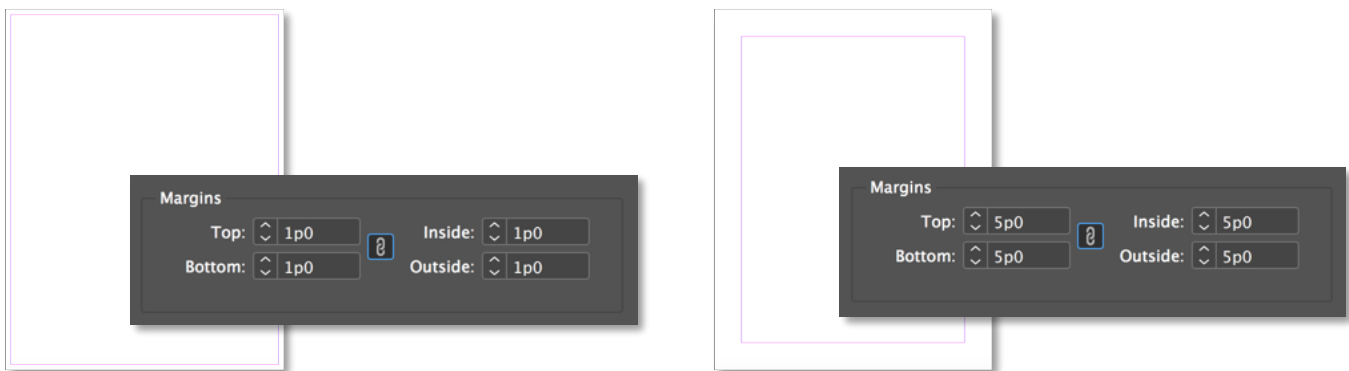 Margins
Top: 1p0 Inside: 1p0
Bottom: 1p0 Outside: 1p0
Margins
Top: 5p0 Inside: 5p0
Bottom: 5p0 Outside: 5p0